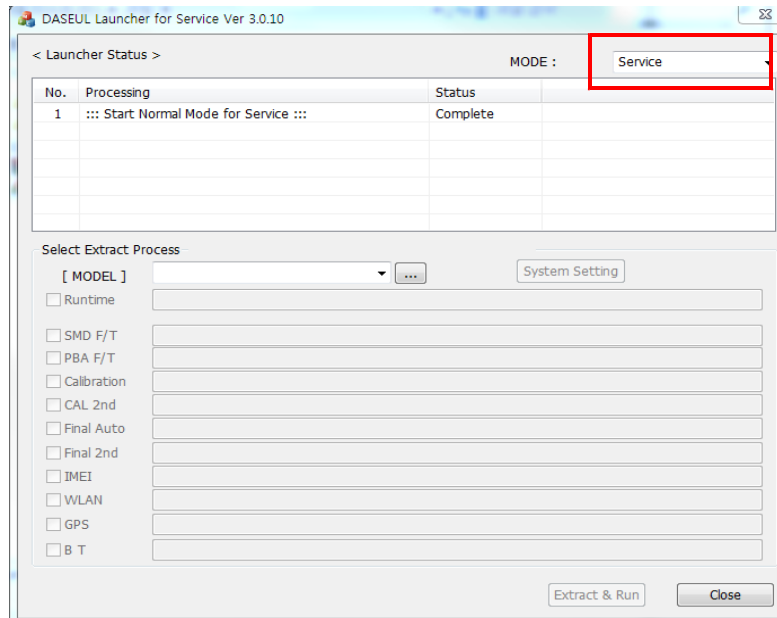 DASEUL Launcher for Service Ver 3.0.10
< Launcher Status >
MODE : Service
No. Processing Status
1 ::: Start Normal Mode for Service ::: Complete
Select Extract Process
[ MODEL ] ... System Setting
Runtime
SMD F/T
PBA F/T
Calibration
CAL 2nd
Final Auto
Final 2nd
IMEI
WLAN
GPS
B T
Extract & Run Close